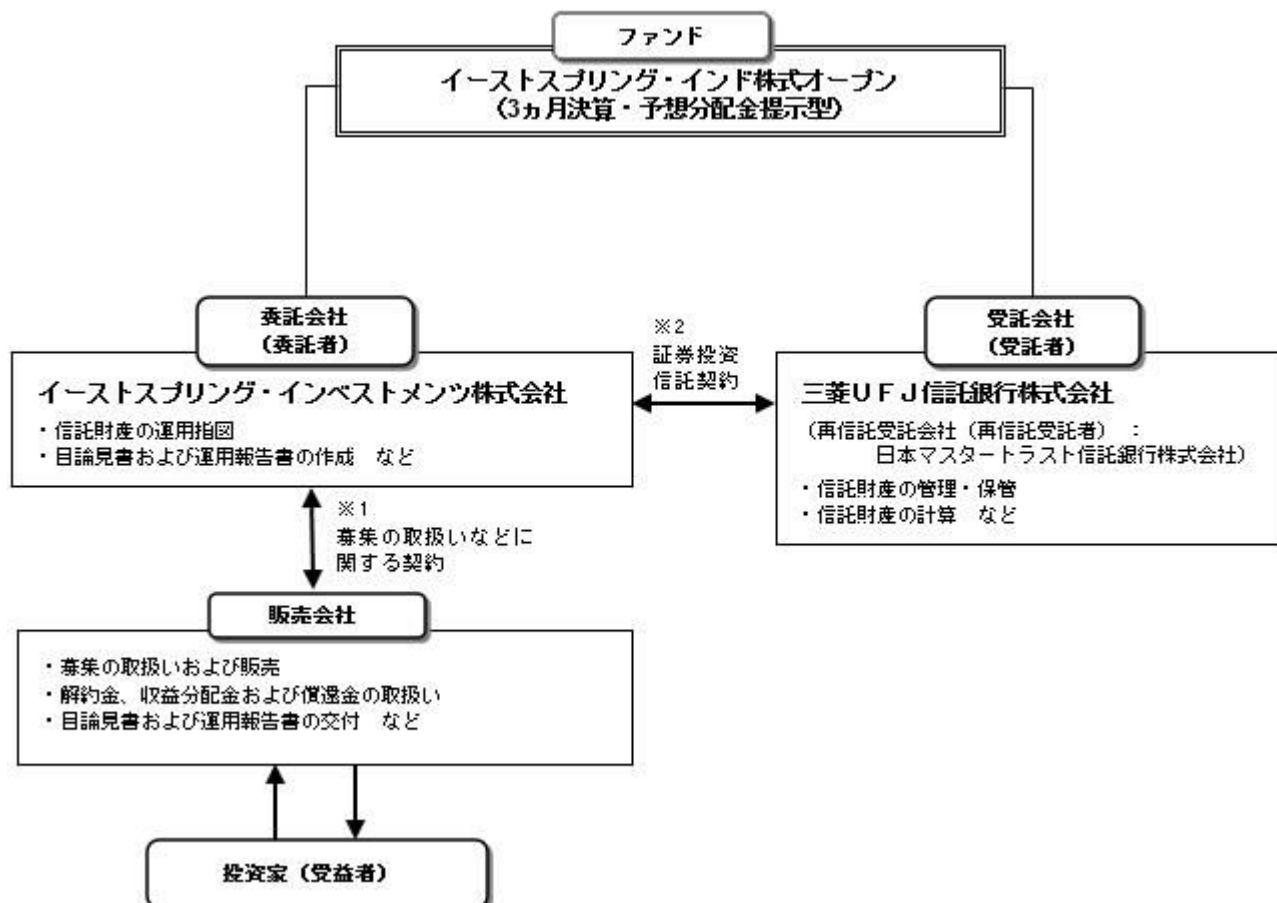 ファンド
イーストスプリング・インド株式オープン
(3ヵ月決算・予想分配金提示型)
委託会社
(委託者)
イーストスプリング・インベストメンツ株式会社
・信託財産の運用指図
・目論見書および運用報告書の作成　など
※2
証券投資
信託契約
受託会社
(受託者)
三菱UFJ信託銀行株式会社
(再信託受託会社(再信託受託者)　:
日本マスタートラスト信託銀行株式会社)
・信託財産の管理・保管
・信託財産の計算　など
※1
募集の取扱いなどに
関する契約
販売会社
・募集の取扱いおよび販売
・解約金、収益分配金および償還金の取扱い
・目論見書および運用報告書の交付　など
投資家(受益者)